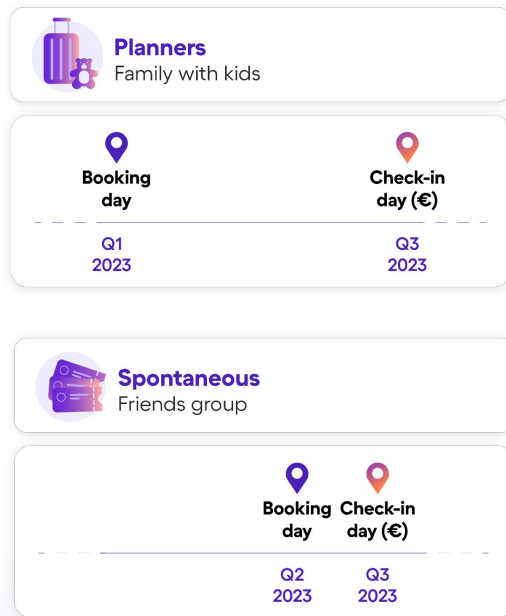 Planners
Family with kids
Booking day
Check-in day (€)
Q1 2023
Q3 2023
Spontaneous
Friends group
Booking day
Check-in day (€)
Q2 2023
Q3 2023